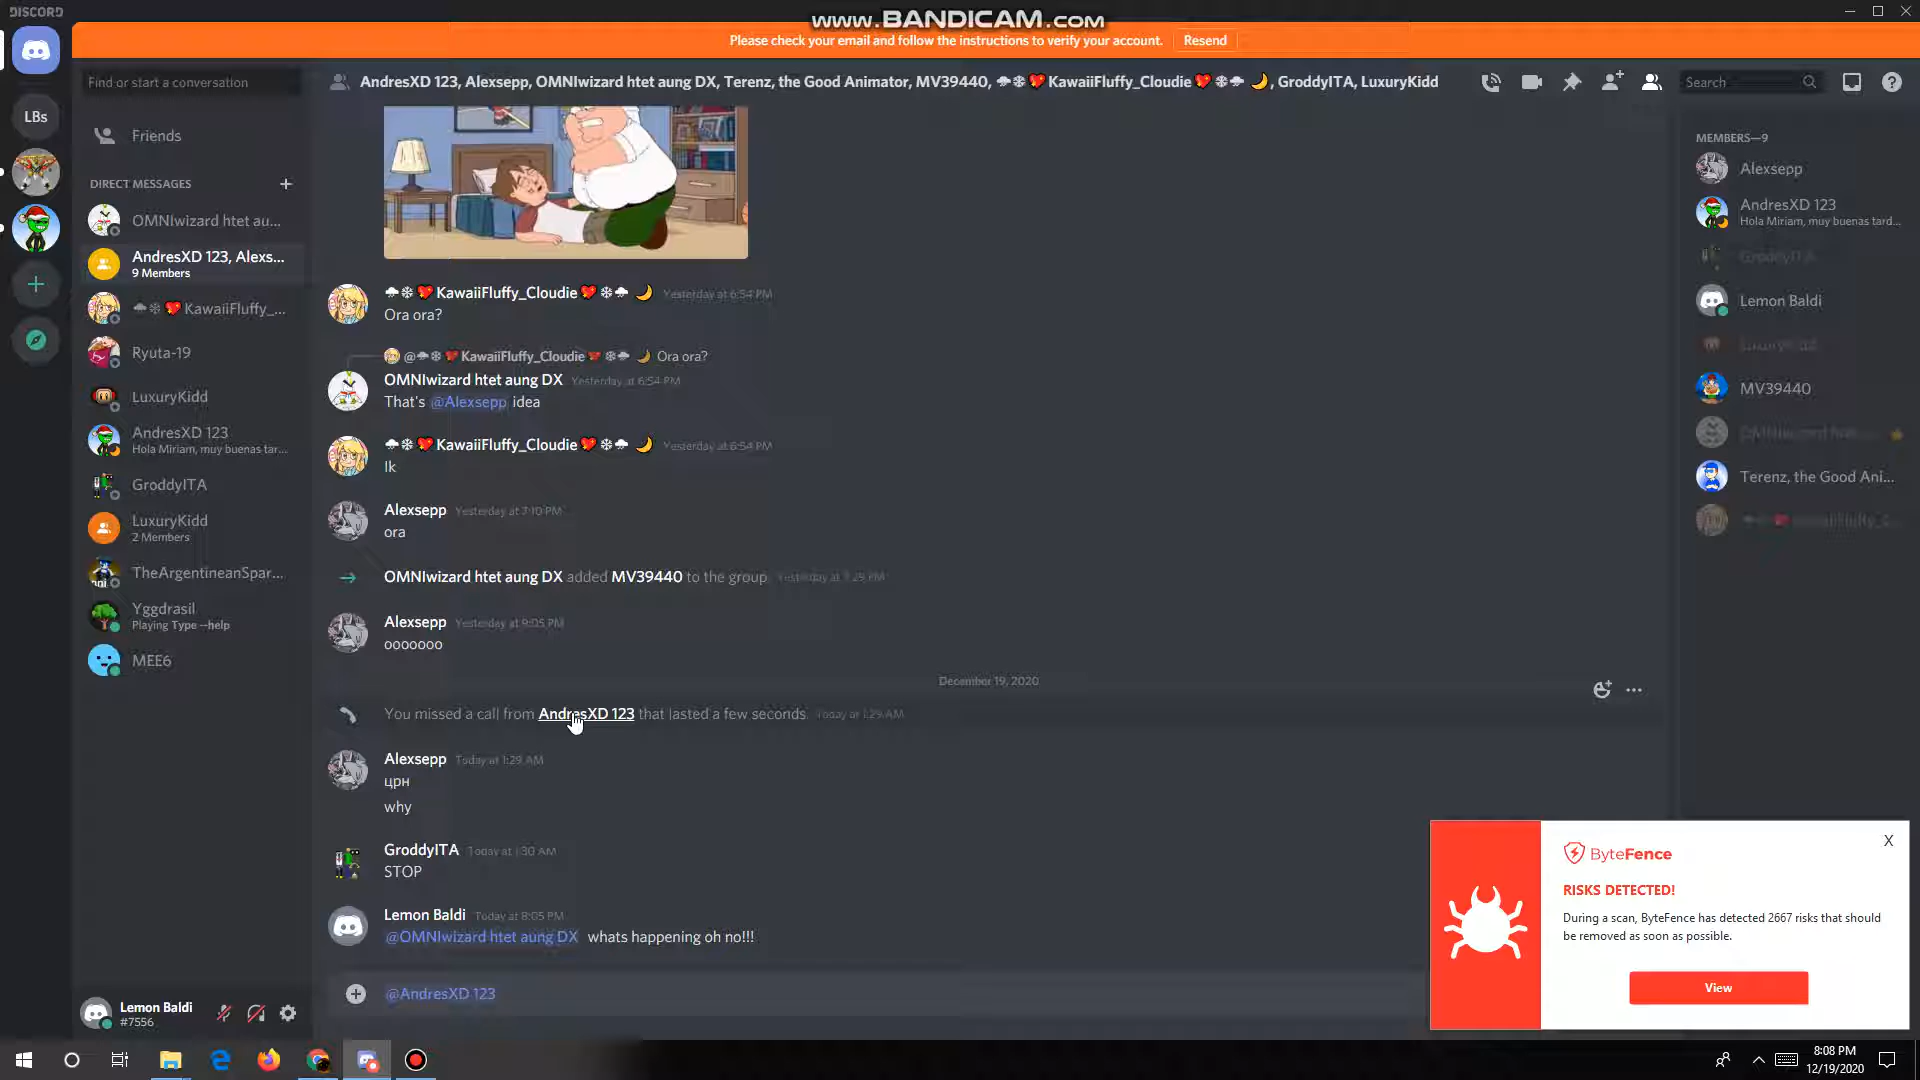 DISCORD
www.BANDICAM.com
Please check your email and follow the instructions to verify your account.
Resend
Find or start a conversation
AndresXD 123, Alexsepp, OMNIwizard htet aung DX, Terenz, the Good Animator, MV39440, 🌧❄💖KawaiiFluffy_Cloudie💖❄🌧🌙, GroddyITA, LuxuryKidd
Search
LBs
Friends
DIRECT MESSAGES
OMNIwizard htet au...
AndresXD 123, Alexs...
9 Members
🌧❄💖KawaiiFluffy_...
Ryuta-19
LuxuryKidd
AndresXD 123
Hola Miriam, muy buenas tar...
GroddyITA
LuxuryKidd
2 Members
TheArgentineanSpar...
Yggdrasil
Playing Type --help
MEE6
Lemon Baldi
#7556
🌧❄💖KawaiiFluffy_Cloudie💖❄🌧🌙 Yesterday at 6:54 PM
Ora ora?
@🌧❄💖KawaiiFluffy_Cloudie💖❄🌧🌙 Ora ora?
OMNIwizard htet aung DX Yesterday at 6:54 PM
That's @Alexsepp idea
🌧❄💖KawaiiFluffy_Cloudie💖❄🌧🌙 Yesterday at 6:54 PM
Ik
Alexsepp Yesterday at 7:10 PM
ora
OMNIwizard htet aung DX added MV39440 to the group. Yesterday at 7:29 PM
Alexsepp Yesterday at 9:05 PM
ooooooo
December 19, 2020
You missed a call from AndresXD 123 that lasted a few seconds. Today at 1:29 AM
Alexsepp Today at 1:29 AM
црн
why
GroddyITA Today at 1:30 AM
STOP
Lemon Baldi Today at 8:05 PM
@OMNIwizard htet aung DX whats happening oh no!!!
@AndresXD 123
MEMBERS—9
Alexsepp
AndresXD 123
Hola Miriam, muy buenas tard...
GroddyITA
Lemon Baldi
LuxuryKidd
MV39440
OMNIwizard htet...
Terenz, the Good Ani...
ByteFence
X
RISKS DETECTED!
During a scan, ByteFence has detected 2667 risks that should
be removed as soon as possible.
View
8:08 PM
12/19/2020